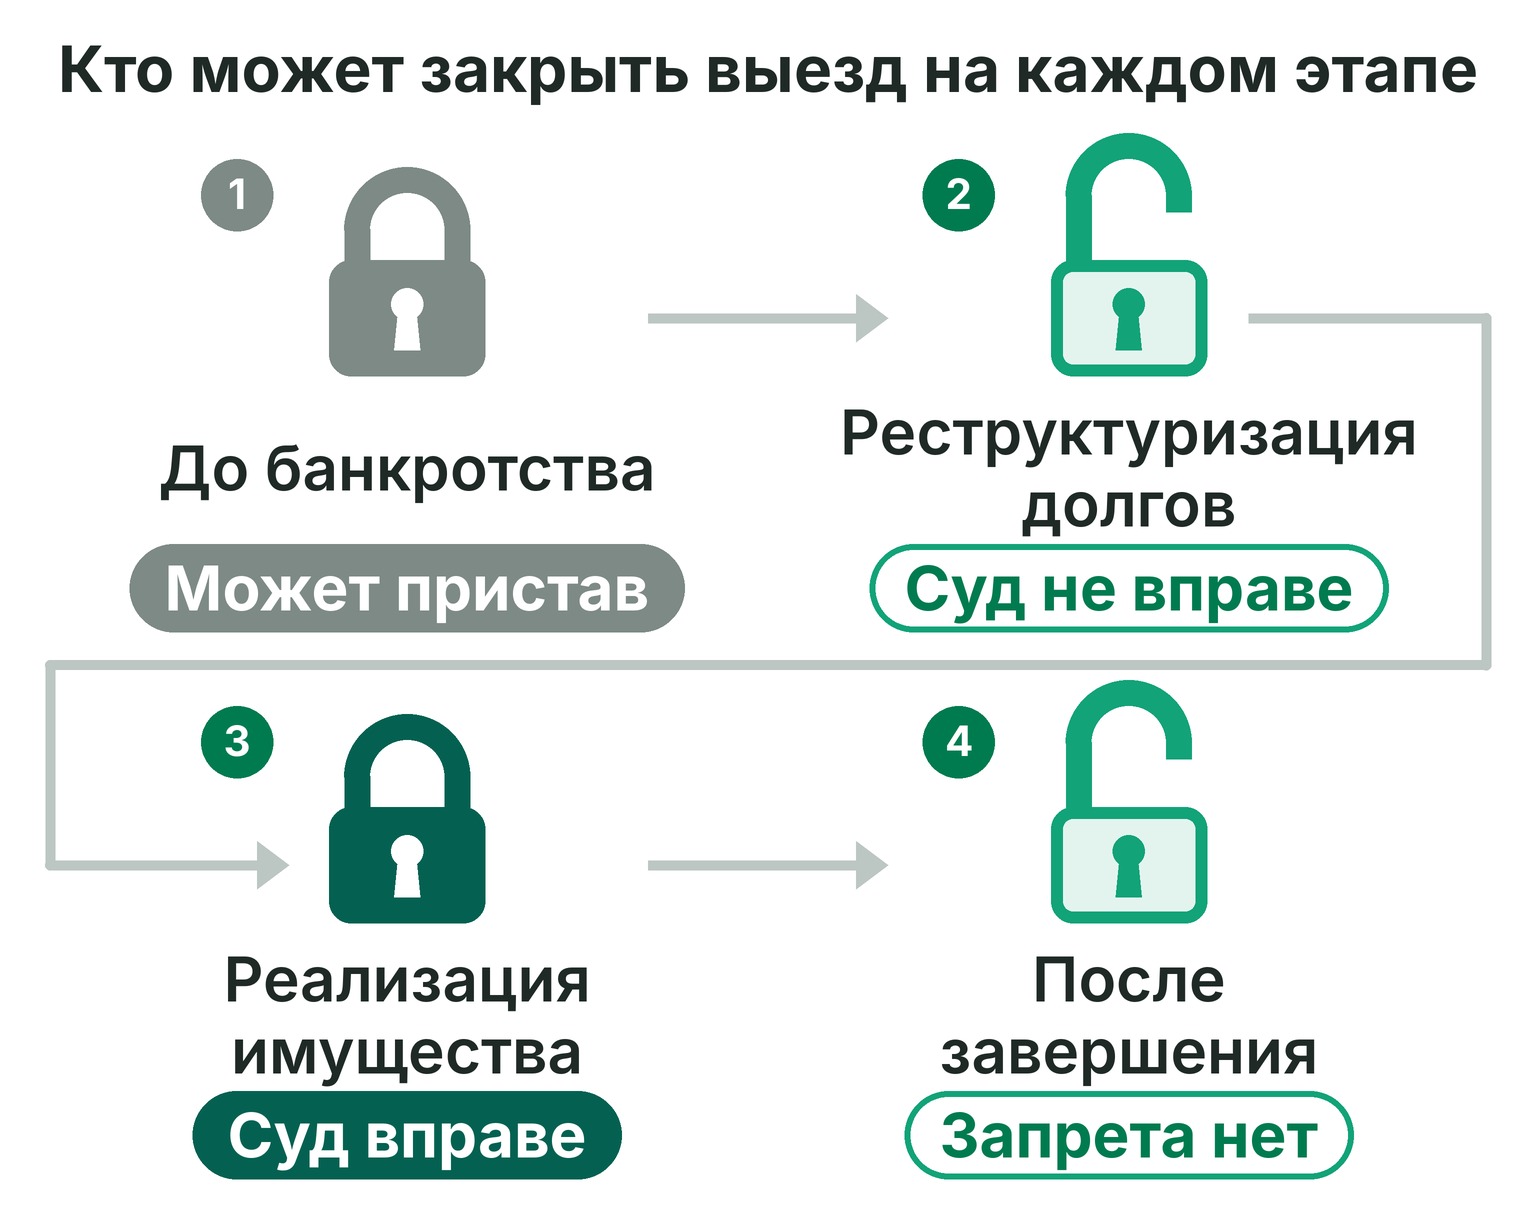 Кто может закрыть выезд на каждом этапе
1
До банкротства
Может пристав
2
Реструктуризация
долгов
Суд не вправе
3
Реализация
имущества
Суд вправе
4
После
завершения
Запрета нет